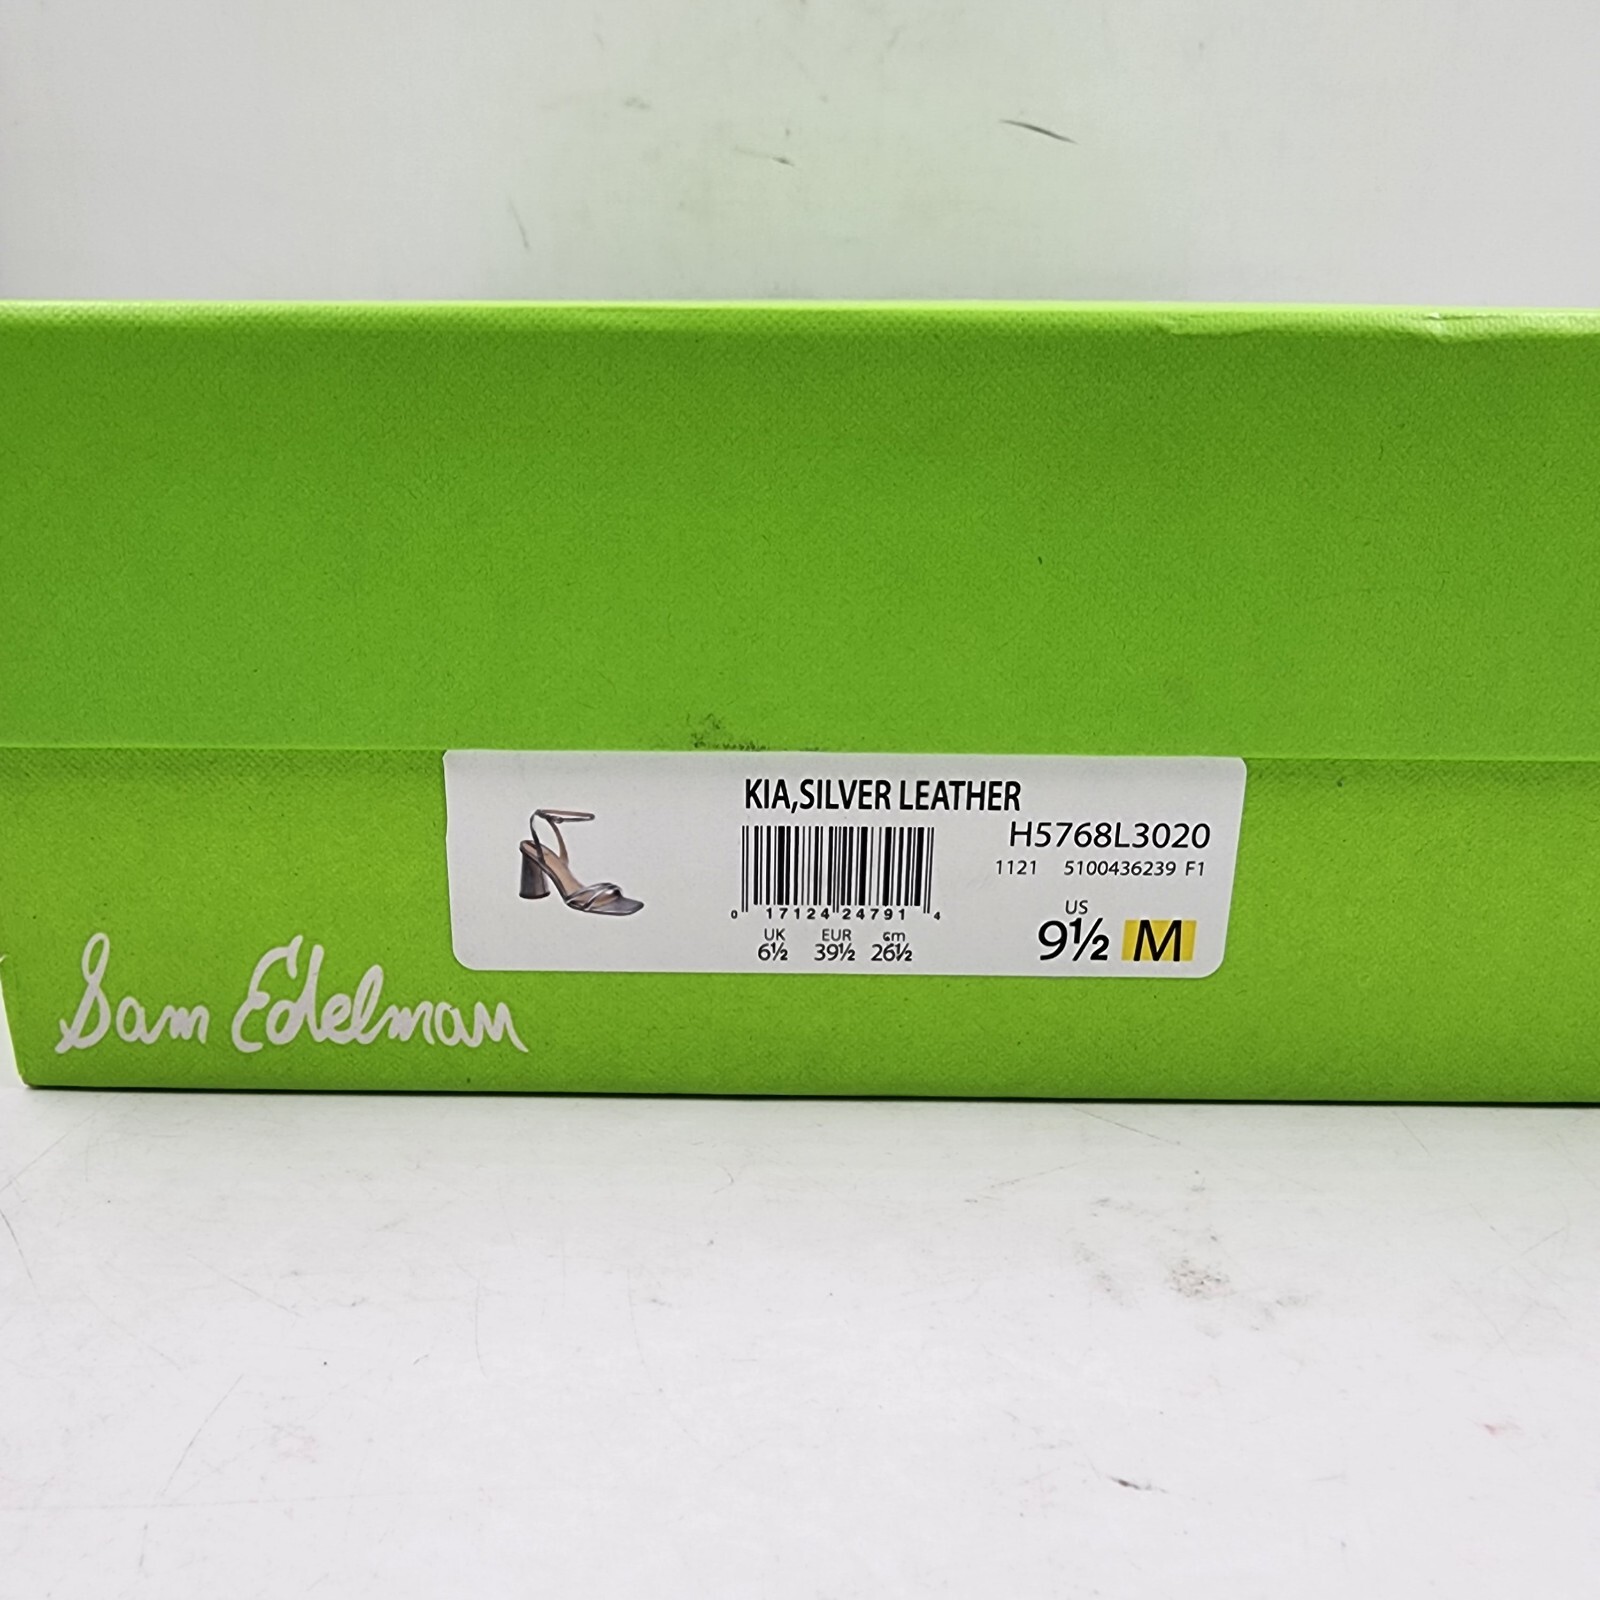 KIA,SILVER LEATHER
H5768L3020
1121 5100436239 F1
0 17124 24791 4
US
9½ M
UK EUR cm
6½ 39½ 26½
Sam Edelman